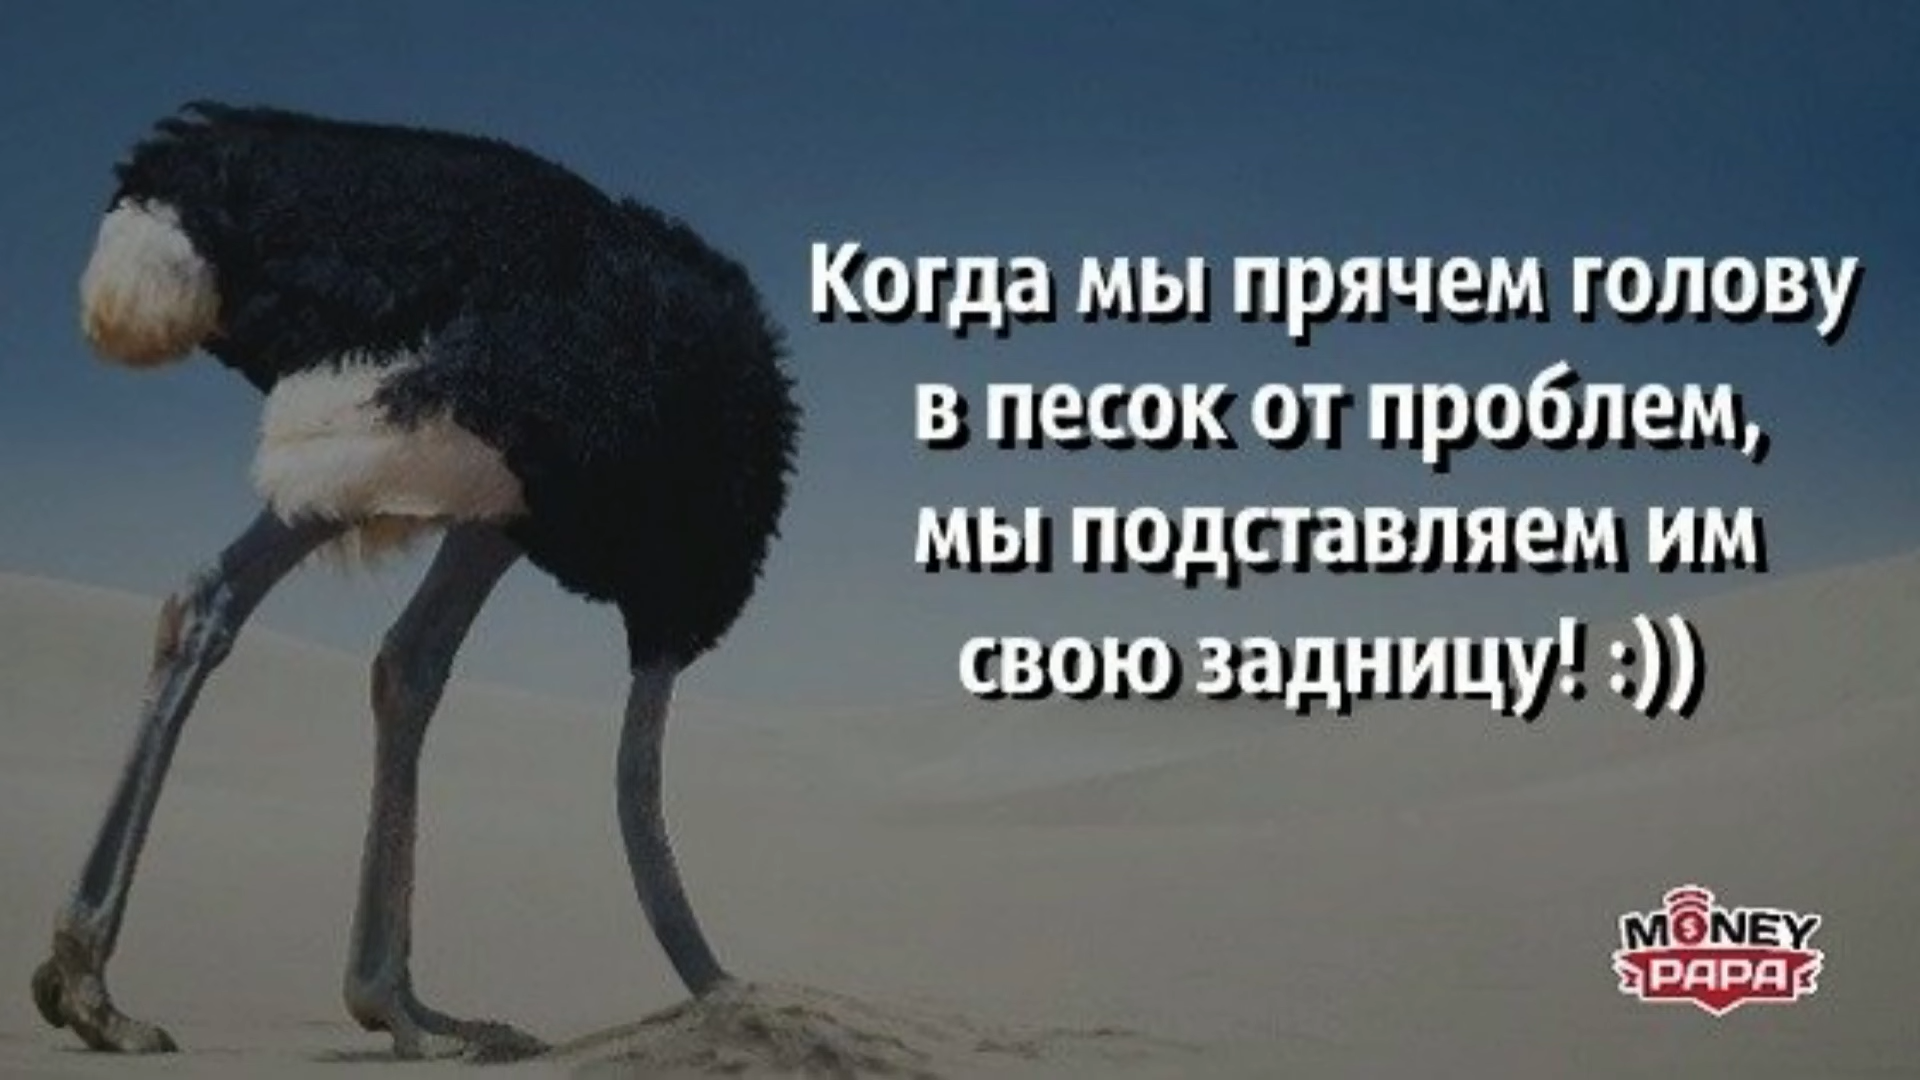 Когда мы прячем голову
в песок от проблем,
мы подставляем им
свою задницу! :))
MONEY
PAPA